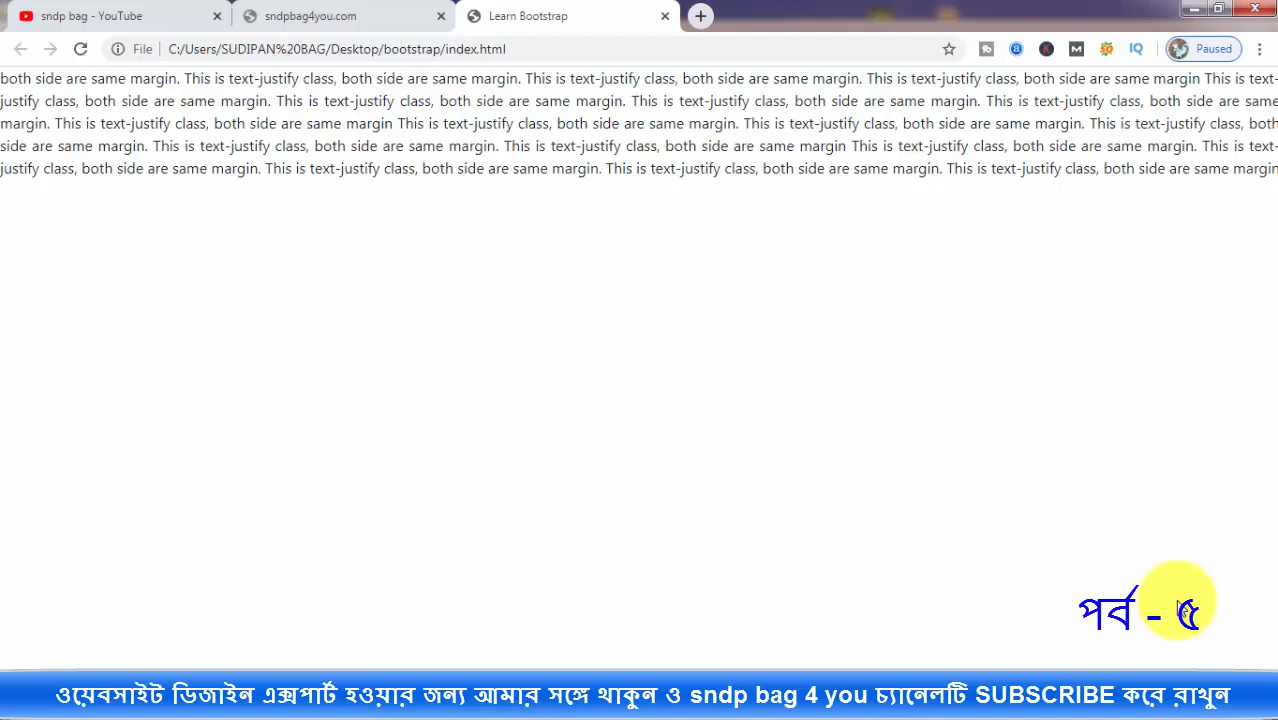 sndp bag - YouTube
sndpbag4you.com
Learn Bootstrap
File
C:/Users/SUDIPAN%20BAG/Desktop/bootstrap/index.html
Paused
both side are same margin. This is text-justify class, both side are same margin. This is text-justify class, both side are same margin. This is text-justify class, both side are same margin This is text-
justify class, both side are same margin. This is text-justify class, both side are same margin. This is text-justify class, both side are same margin. This is text-justify class, both side are same
margin. This is text-justify class, both side are same margin This is text-justify class, both side are same margin. This is text-justify class, both side are same margin. This is text-justify class, both
side are same margin. This is text-justify class, both side are same margin. This is text-justify class, both side are same margin This is text-justify class, both side are same margin. This is text-
justify class, both side are same margin. This is text-justify class, both side are same margin. This is text-justify class, both side are same margin. This is text-justify class, both side are same margin
পর্ব - ৫
ওয়েবসাইট ডিজাইন এক্সপার্ট হওয়ার জন্য আমার সঙ্গে থাকুন ও sndp bag 4 you চ্যানেলটি SUBSCRIBE করে রাখুন